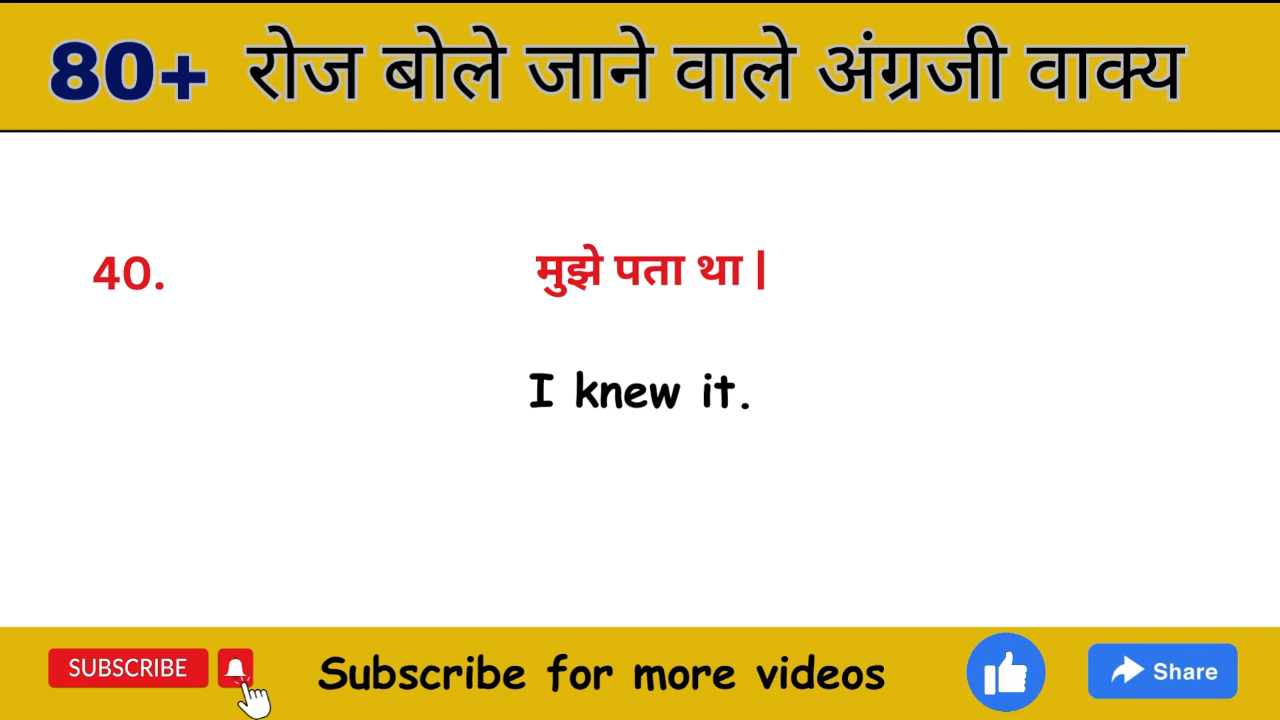 80+ रोज बोले जाने वाले अंग्रजी वाक्य
40. मुझे पता था |
I knew it.
SUBSCRIBE Subscribe for more videos Share